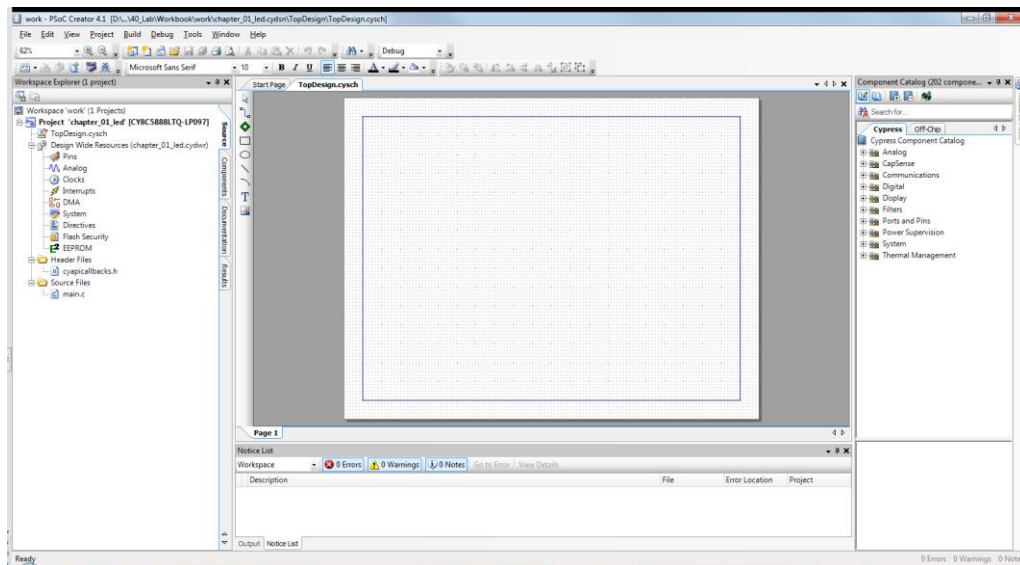 work - PSoC Creator 4.1 [D:\...\40_Lab\Workbook\work\chapter_01_led.cydsn\TopDesign\TopDesign.cysch]
File Edit View Project Build Debug Tools Window Help
62% Debug
Microsoft Sans Serif 10 B I U A
Workspace Explorer (1 project)
Start Page TopDesign.cysch
Component Catalog (202 compone...
Workspace 'work' (1 Projects)
Project 'chapter_01_led' [CY8C5888LTQ-LP097]
TopDesign.cysch
Design Wide Resources (chapter_01_led.cydwr)
Pins
Analog
Clocks
Interrupts
DMA
System
Directives
Flash Security
EEPROM
Header Files
cyapicallbacks.h
Source Files
main.c
Source
Components
Documentation
Results
Search for...
Cypress Off-Chip
Cypress Component Catalog
Analog
CapSense
Communications
Digital
Display
Filters
Ports and Pins
Power Supervision
System
Thermal Management
Page 1
Notice List
Workspace 0 Errors 0 Warnings 0 Notes Go to Error View Details
Description File Error Location Project
Output Notice List
Ready 0 Errors 0 Warnings 0 Note